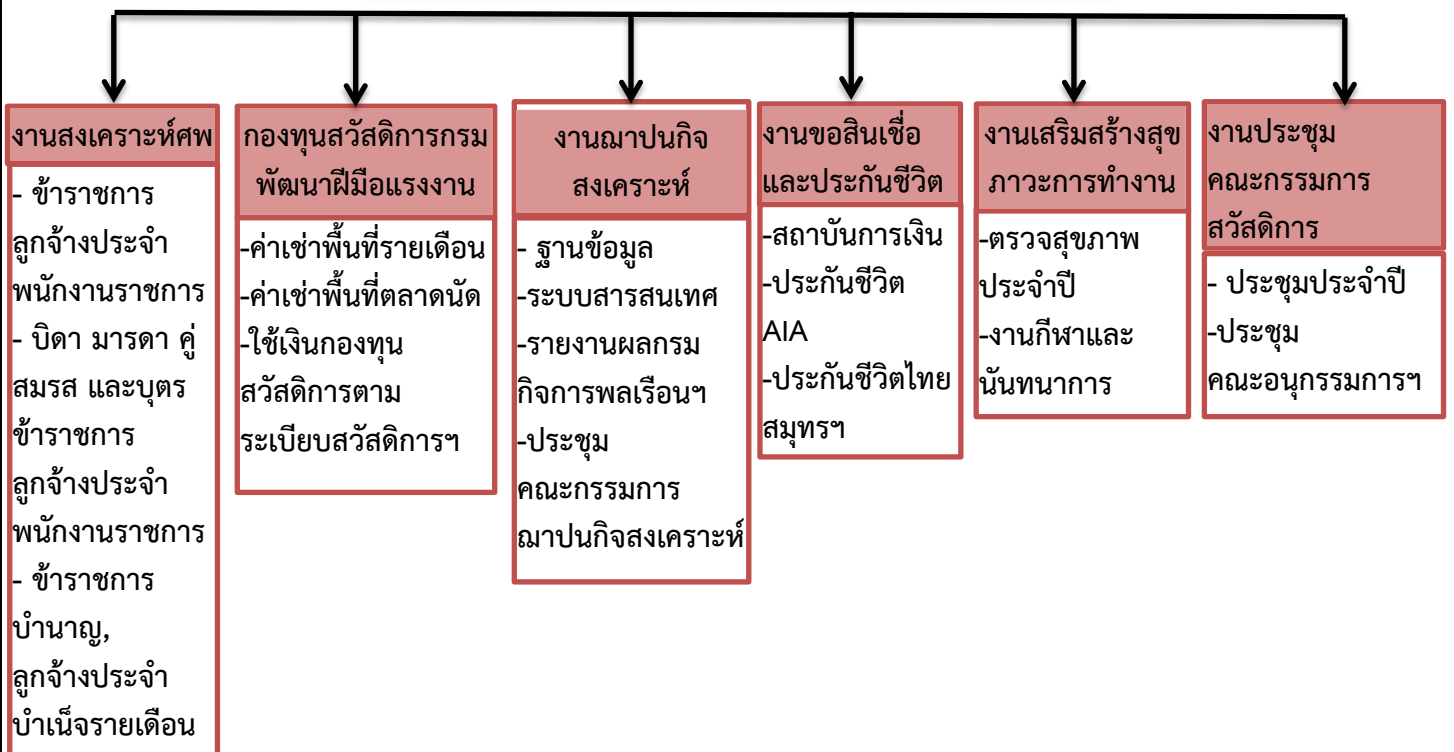 งานสงเคราะห์ศพ
- ข้าราชการ
ลูกจ้างประจำ
พนักงานราชการ
- บิดา มารดา คู่
สมรส และบุตร
ข้าราชการ
ลูกจ้างประจำ
พนักงานราชการ
- ข้าราชการ
บำนาญ,
ลูกจ้างประจำ
บำเน็จรายเดือน
กองทุนสวัสดิการกรม
พัฒนาฝีมือแรงงาน
-ค่าเช่าพื้นที่รายเดือน
-ค่าเช่าพื้นที่ตลาดนัด
-ใช้เงินกองทุน
สวัสดิการตาม
ระเบียบสวัสดิการฯ
งานฌาปนกิจ
สงเคราะห์
- ฐานข้อมูล
-ระบบสารสนเทศ
-รายงานผลกรม
กิจการพลเรือนฯ
-ประชุม
คณะกรรมการ
ฌาปนกิจสงเคราะห์
งานขอสินเชื่อ
และประกันชีวิต
-สถาบันการเงิน
-ประกันชีวิต
AIA
-ประกันชีวิตไทย
สมุทรฯ
งานเสริมสร้างสุข
ภาวะการทำงาน
-ตรวจสุขภาพ
ประจำปี
-งานกีฬาและ
นันทนาการ
งานประชุม
คณะกรรมการ
สวัสดิการ
- ประชุมประจำปี
-ประชุม
คณะอนุกรรมการฯ